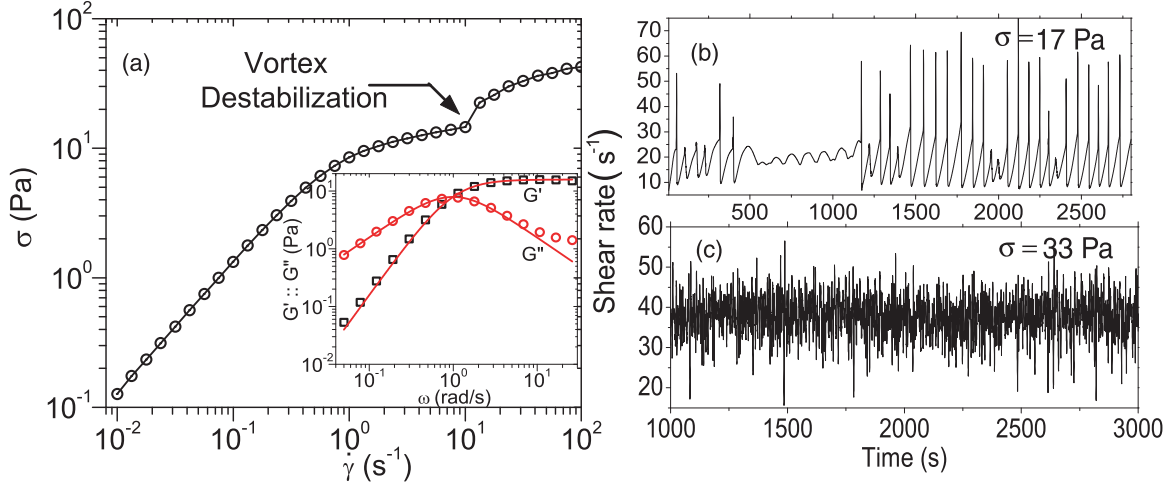 (a)
Vortex
Destabilization
σ (Pa)
10²
10¹
10⁰
10⁻¹
10⁻² 10⁻¹ 10⁰ 10¹ 10²
γ̇ (s⁻¹)
G' :: G" (Pa)
10¹
10⁰
10⁻¹
10⁻²
G'
G"
10⁻¹ 10⁰ 10¹
ω (rad/s)
(b)
σ =17 Pa
70
60
50
40
30
20
10
500 1000 1500 2000 2500
Shear rate( s⁻¹)
(c)
σ = 33 Pa
60
50
40
30
20
1000 1500 2000 2500 3000
Time (s)